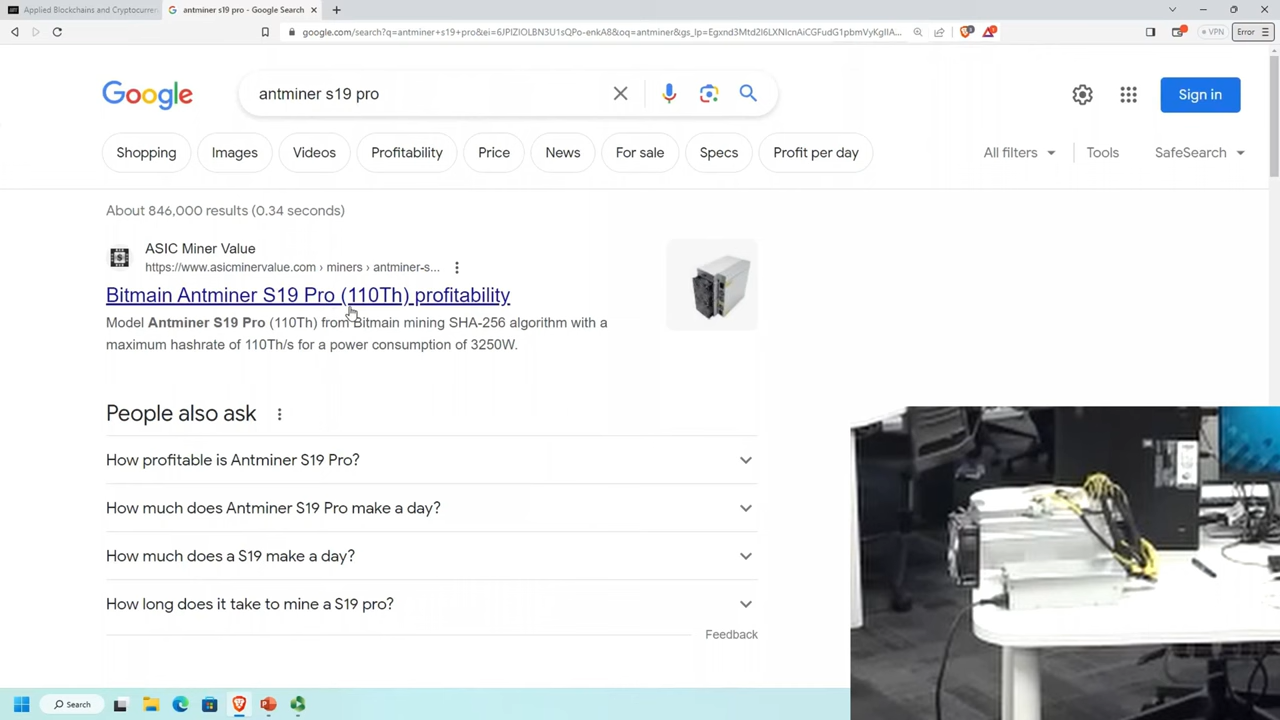 Applied Blockchains and Cryptocurren
antminer s19 pro - Google Search
google.com/search?q=antminer+s19+pro&ei=6JPIZIOLBN3U1sQPo-enkA8&oq=antminer&gs_lp=Egxnd3Mtd2l6LXNlcnAiCGFudG1pbmVyKgIIA...
VPN
Error
Google
antminer s19 pro
Sign in
Shopping
Images
Videos
Profitability
Price
News
For sale
Specs
Profit per day
All filters
Tools
SafeSearch
About 846,000 results (0.34 seconds)
ASIC Miner Value
https://www.asicminervalue.com › miners › antminer-s...
Bitmain Antminer S19 Pro (110Th) profitability
Model Antminer S19 Pro (110Th) from Bitmain mining SHA-256 algorithm with a
maximum hashrate of 110Th/s for a power consumption of 3250W.
People also ask
How profitable is Antminer S19 Pro?
How much does Antminer S19 Pro make a day?
How much does a S19 make a day?
How long does it take to mine a S19 pro?
Feedback
Search